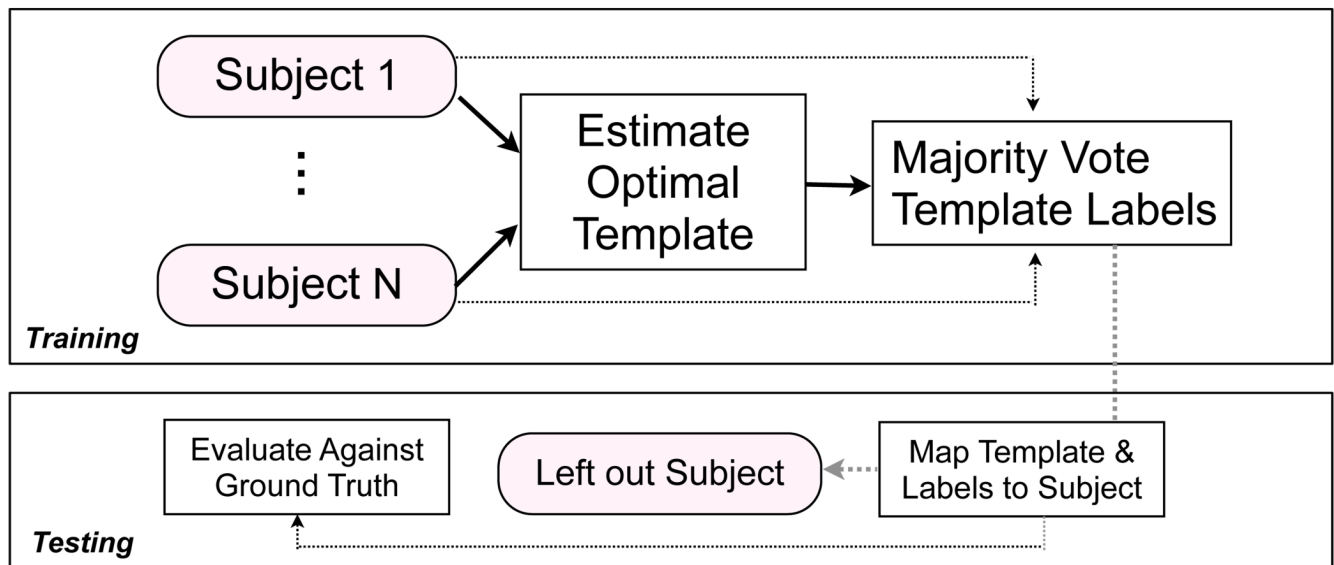 Subject 1
Estimate
Optimal
Template
Majority Vote
Template Labels
Subject N
Training
Evaluate Against
Ground Truth
Left out Subject
Map Template &
Labels to Subject
Testing